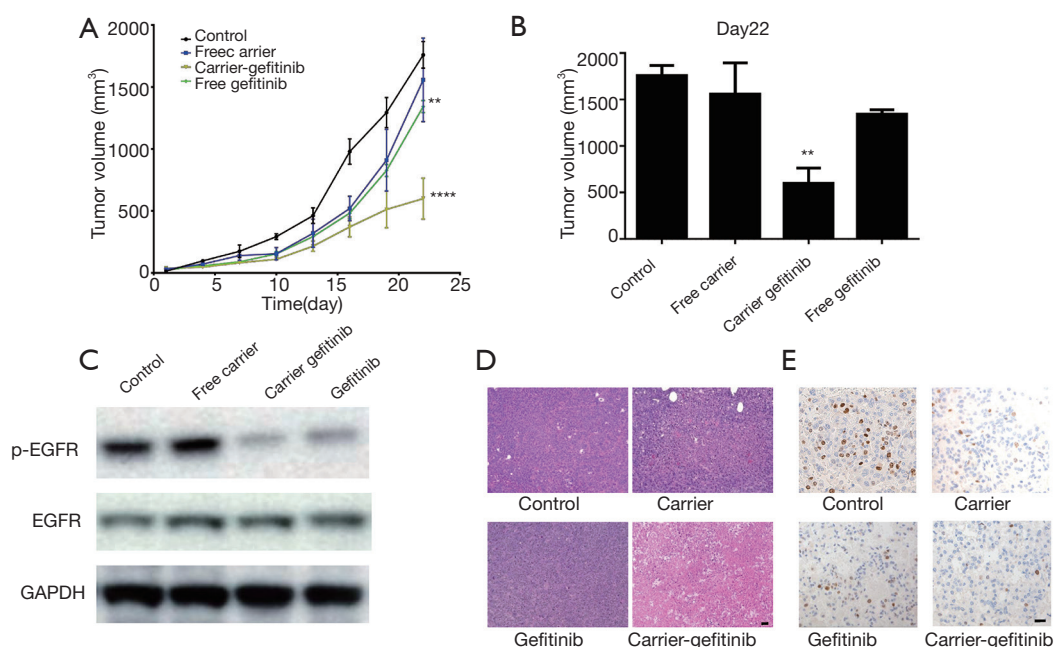 A
Tumor volume (mm³)
2000
1500
1000
500
0
0
5
10
15
20
25
Time(day)
Control
Freec arrier
Carrier-gefitinib
Free gefitinib
**
****
B
Day22
Tumor volume (mm³)
2000
1500
1000
500
0
**
Control
Free carrier
Carrier gefitinib
Free gefitinib
C
Control
Free carrier
Carrier gefitinib
Gefitinib
p-EGFR
EGFR
GAPDH
D
Control
Carrier
Gefitinib
Carrier-gefitinib
E
Control
Carrier
Gefitinib
Carrier-gefitinib